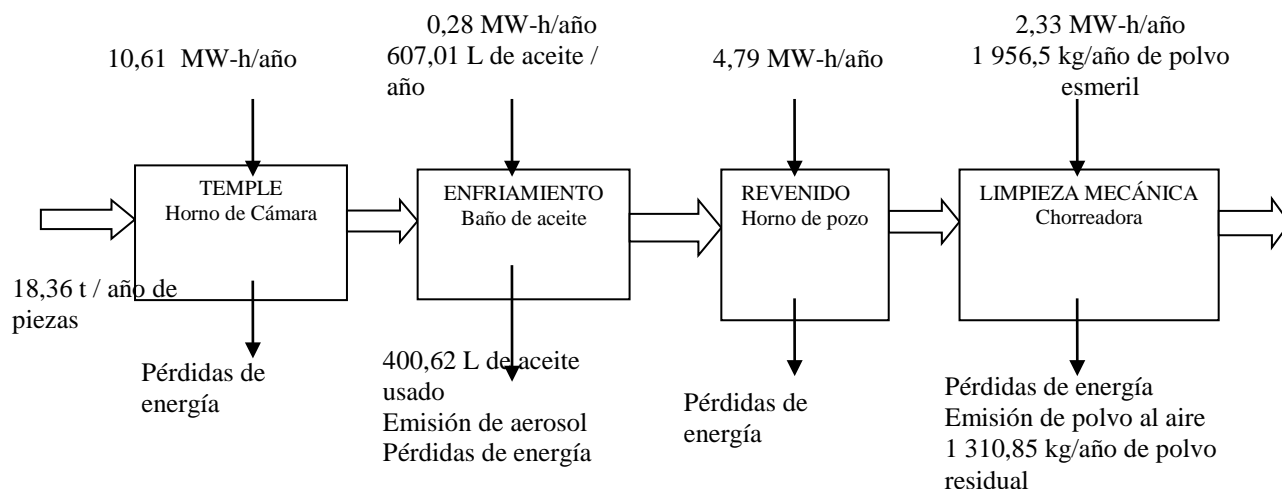 10,61 MW-h/año
0,28 MW-h/año
607,01 L de aceite /
año
4,79 MW-h/año
2,33 MW-h/año
1 956,5 kg/año de polvo
esmeril
TEMPLE
Horno de Cámara
ENFRIAMIENTO
Baño de aceite
REVENIDO
Horno de pozo
LIMPIEZA MECÁNICA
Chorreadora
18,36 t / año de
piezas
Pérdidas de
energía
400,62 L de aceite
usado
Emisión de aerosol
Pérdidas de energía
Pérdidas de
energía
Pérdidas de energía
Emisión de polvo al aire
1 310,85 kg/año de polvo
residual